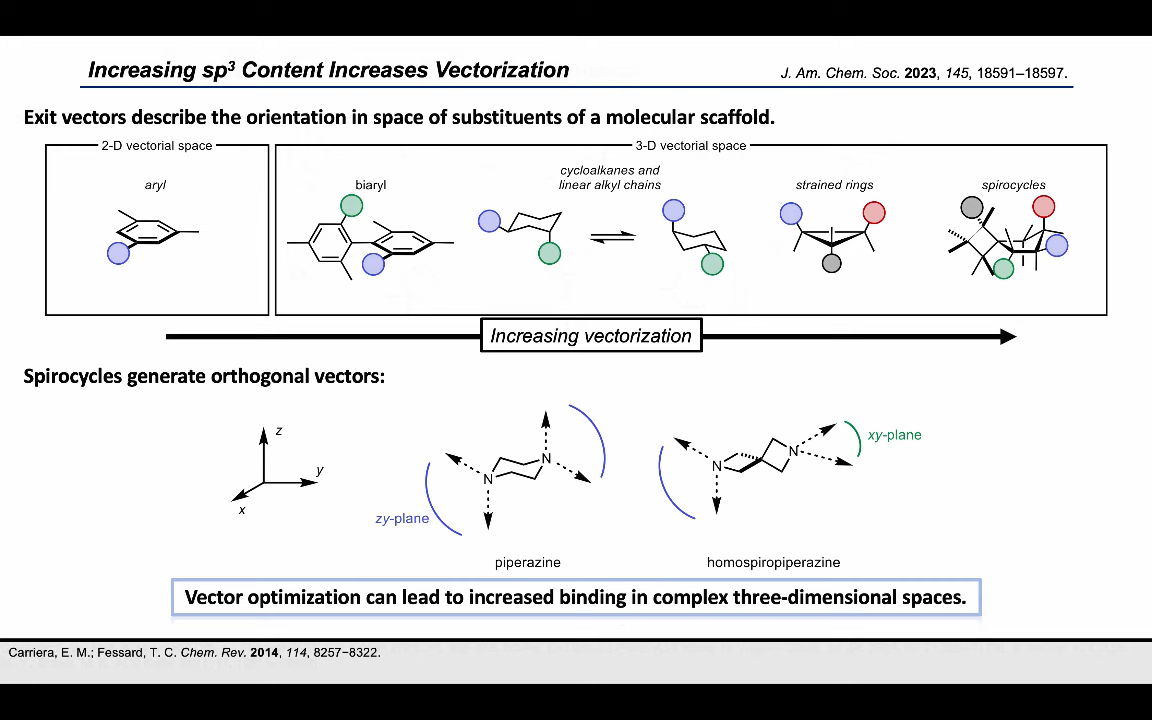 Increasing sp³ Content Increases Vectorization
J. Am. Chem. Soc. 2023, 145, 18591–18597.
Exit vectors describe the orientation in space of substituents of a molecular scaffold.
2-D vectorial space
3-D vectorial space
aryl
biaryl
cycloalkanes and
linear alkyl chains
strained rings
spirocycles
Increasing vectorization
Spirocycles generate orthogonal vectors:
z
y
x
zy-plane
N
N
piperazine
N
N
xy-plane
homospiropiperazine
Vector optimization can lead to increased binding in complex three-dimensional spaces.
Carriera, E. M.; Fessard, T. C. Chem. Rev. 2014, 114, 8257−8322.